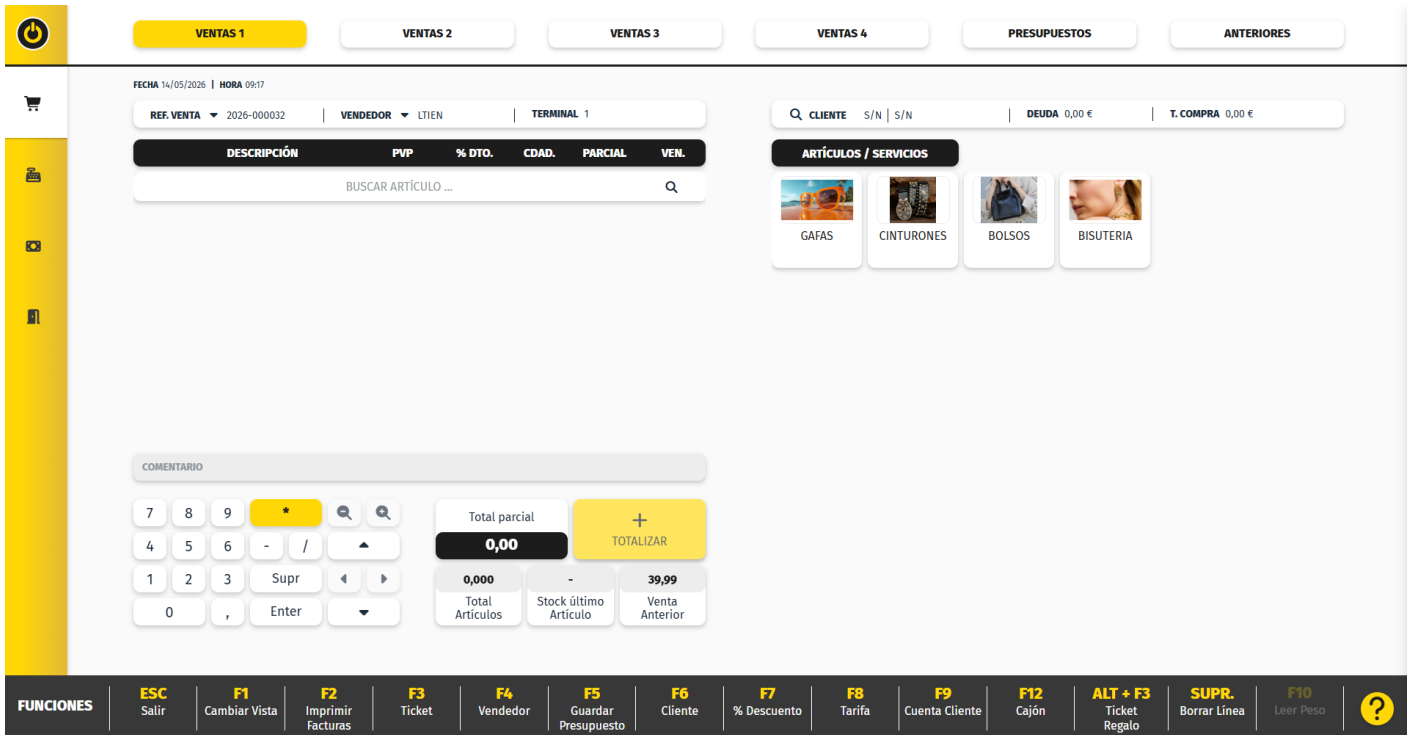 VENTAS 1
VENTAS 2
VENTAS 3
VENTAS 4
PRESUPUESTOS
ANTERIORES
FECHA 14/05/2026 | HORA 09:17
REF. VENTA 2026-000032 | VENDEDOR LTIEN | TERMINAL 1
CLIENTE S/N | S/N | DEUDA 0,00 € | T. COMPRA 0,00 €
DESCRIPCIÓN PVP % DTO. CDAD. PARCIAL VEN.
BUSCAR ARTÍCULO ...
ARTÍCULOS / SERVICIOS
GAFAS
CINTURONES
BOLSOS
BISUTERIA
COMENTARIO
7 8 9 *
4 5 6 - /
1 2 3 Supr
0 , Enter
Total parcial
0,00
+
TOTALIZAR
0,000
Total
Artículos
-
Stock último
Artículo
39,99
Venta
Anterior
FUNCIONES
ESC
Salir
F1
Cambiar Vista
F2
Imprimir
Facturas
F3
Ticket
F4
Vendedor
F5
Guardar
Presupuesto
F6
Cliente
F7
% Descuento
F8
Tarifa
F9
Cuenta Cliente
F12
Cajón
ALT + F3
Ticket
Regalo
SUPR.
Borrar Línea
F10
Leer Peso
?